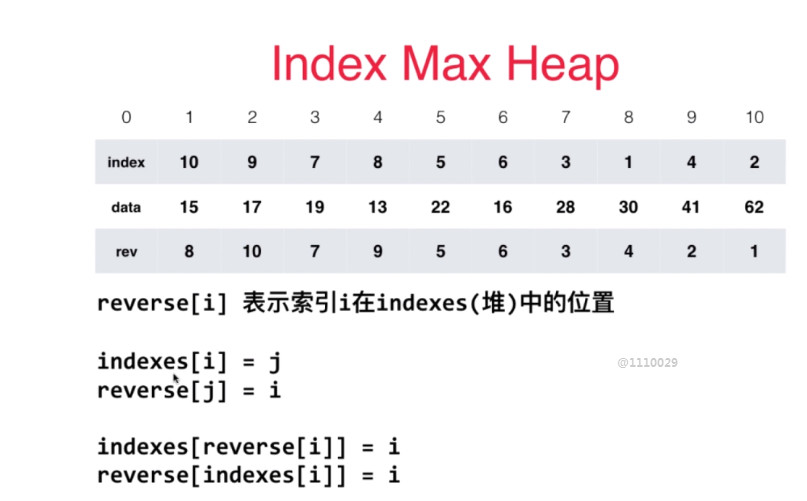 Index Max Heap
0 1 2 3 4 5 6 7 8 9 10
index 10 9 7 8 5 6 3 1 4 2
data 15 17 19 13 22 16 28 30 41 62
rev 8 10 7 9 5 6 3 4 2 1
reverse[i] 表示索引i在indexes(堆)中的位置
indexes[i] = j
@1110029
reverse[j] = i
indexes[reverse[i]] = i
reverse[indexes[i]] = i